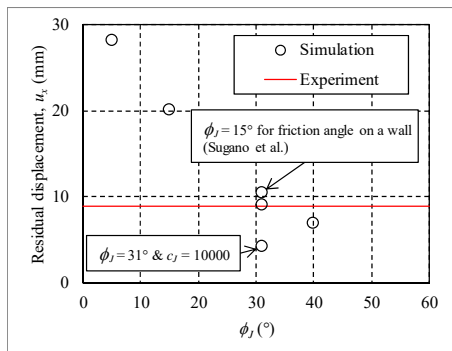 30
Simulation
Experiment
20
ϕJ = 15° for friction angle on a wall
(Sugano et al.)
10
ϕJ = 31° & cJ = 10000
0
0 10 20 30 40 50 60
ϕJ (°)
Residual displacement, ux (mm)